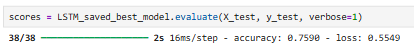 scores = LSTM_saved_best_model.evaluate(X_test, y_test, verbose=1)
38/38 ━━━━━━━━━━━━━━━━━━━━ 2s 16ms/step - accuracy: 0.7590 - loss: 0.5549